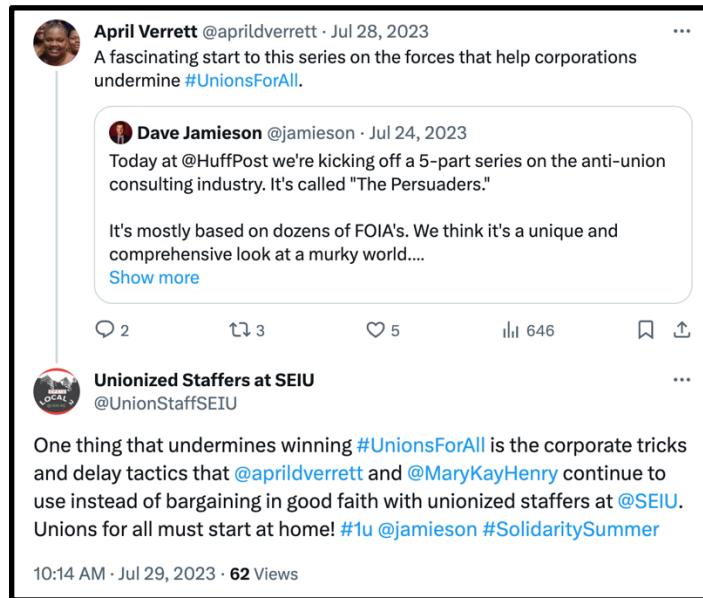 April Verrett @aprildverrett · Jul 28, 2023
A fascinating start to this series on the forces that help corporations
undermine #UnionsForAll.
Dave Jamieson @jamieson · Jul 24, 2023
Today at @HuffPost we're kicking off a 5-part series on the anti-union
consulting industry. It's called "The Persuaders."
It's mostly based on dozens of FOIA's. We think it's a unique and
comprehensive look at a murky world....
Show more
2 3 5 646
Unionized Staffers at SEIU
@UnionStaffSEIU
One thing that undermines winning #UnionsForAll is the corporate tricks
and delay tactics that @aprildverrett and @MaryKayHenry continue to
use instead of bargaining in good faith with unionized staffers at @SEIU.
Unions for all must start at home! #1u @jamieson #SolidaritySummer
10:14 AM · Jul 29, 2023 · 62 Views